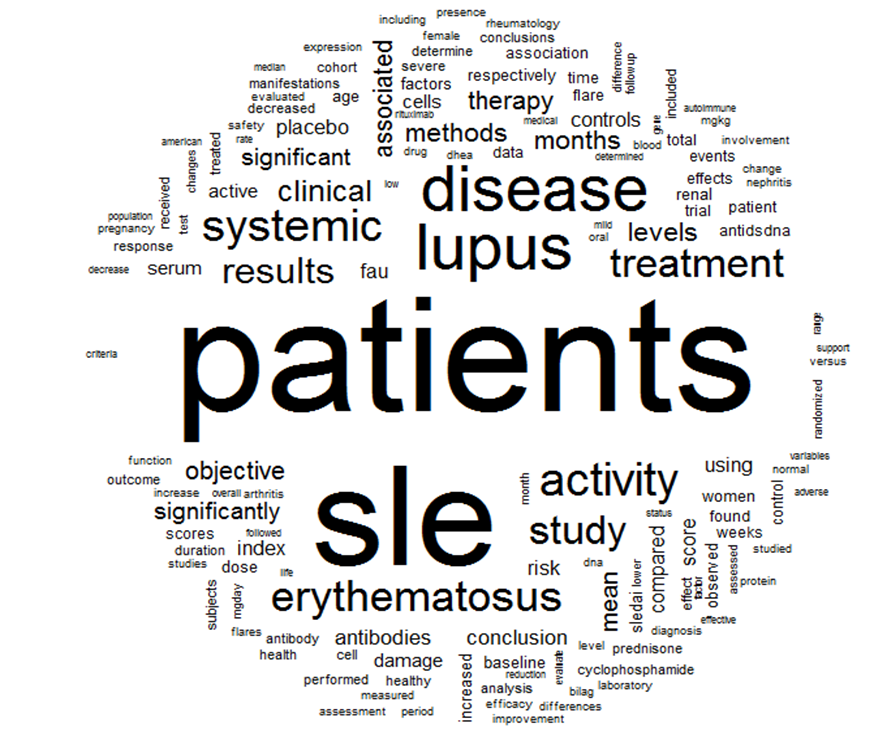 presence
including
rheumatology
female
conclusions
expression
determine
association
difference
followup
associated
median
cohort
severe
respectively
time
manifestations
factors
included
evaluated
age
cells
therapy
flare
decreased
rituximab
medical
controls
gene
autoimmune
mgkg
safety
placebo
methods
months
blood
total
involvement
american
rate
treated
changes
significant
drug
dhea
data
determined
events
active
clinical
low
disease
effects
change
renal
nephritis
received
population
pregnancy
test
systemic
lupus
mild
oral
levels
trial
patient
antidsdna
response
decrease
serum
results
fau
treatment
patients
range
criteria
support
versus
randomized
function
outcome
objective
sle
month
activity
using
variables
normal
increase
overall
arthritis
women
control
adverse
significantly
status
found
scores
followed
study
weeks
duration
index
compared
score
observed
studied
studies
dose
life
risk
dna
assessed
protein
subjects
mgday
erythematosus
mean
sledai
lower
effect
factor
effective
flares
antibody
antibodies
conclusion
diagnosis
health
cell
damage
increased
baseline
evaluate
level
prednisone
performed
healthy
reduction
cyclophosphamide
measured
analysis
bilag
laboratory
assessment
period
efficacy
differences
improvement